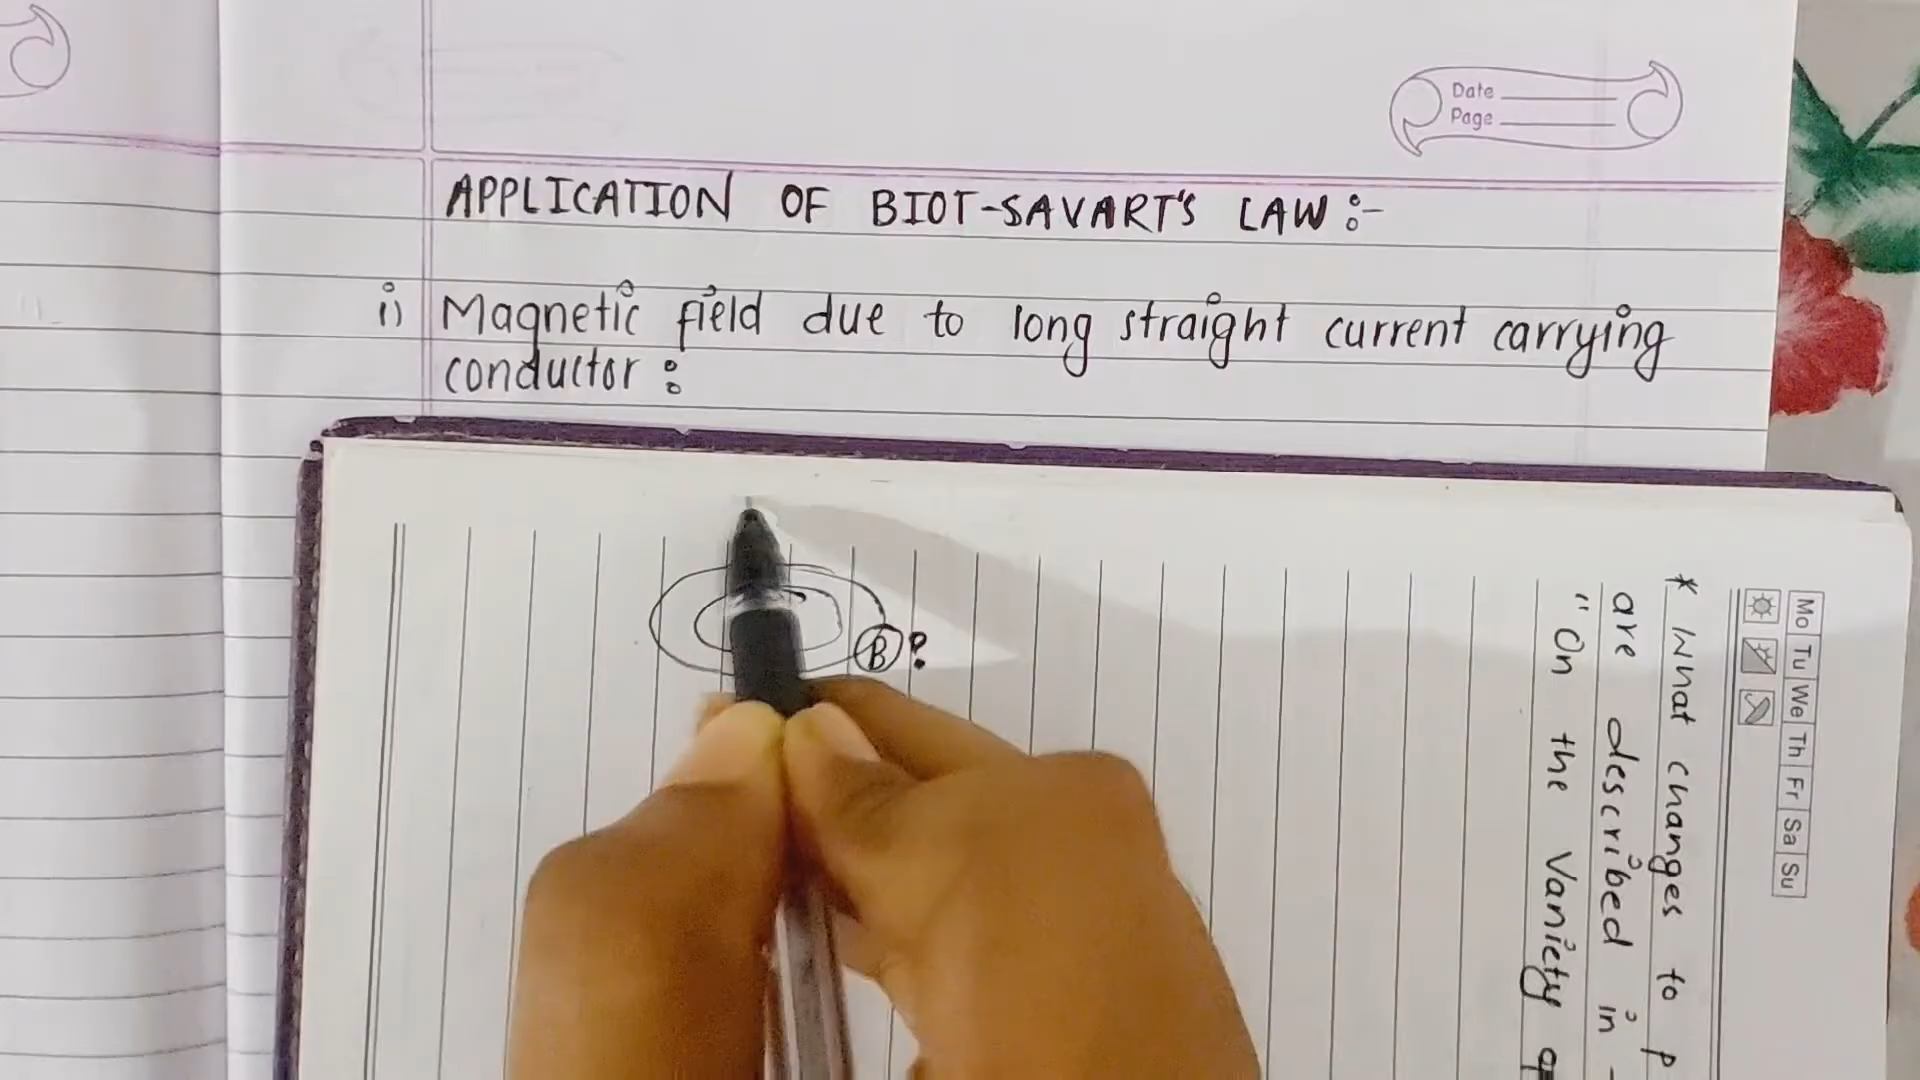 Date
Page
APPLICATION OF BIOT-SAVART'S LAW :-
i) Magnetic field due to long straight current carrying
conductor :
B ?
Mo Tu We Th Fr Sa Su
* What changes to p
are described in
"On the Variety